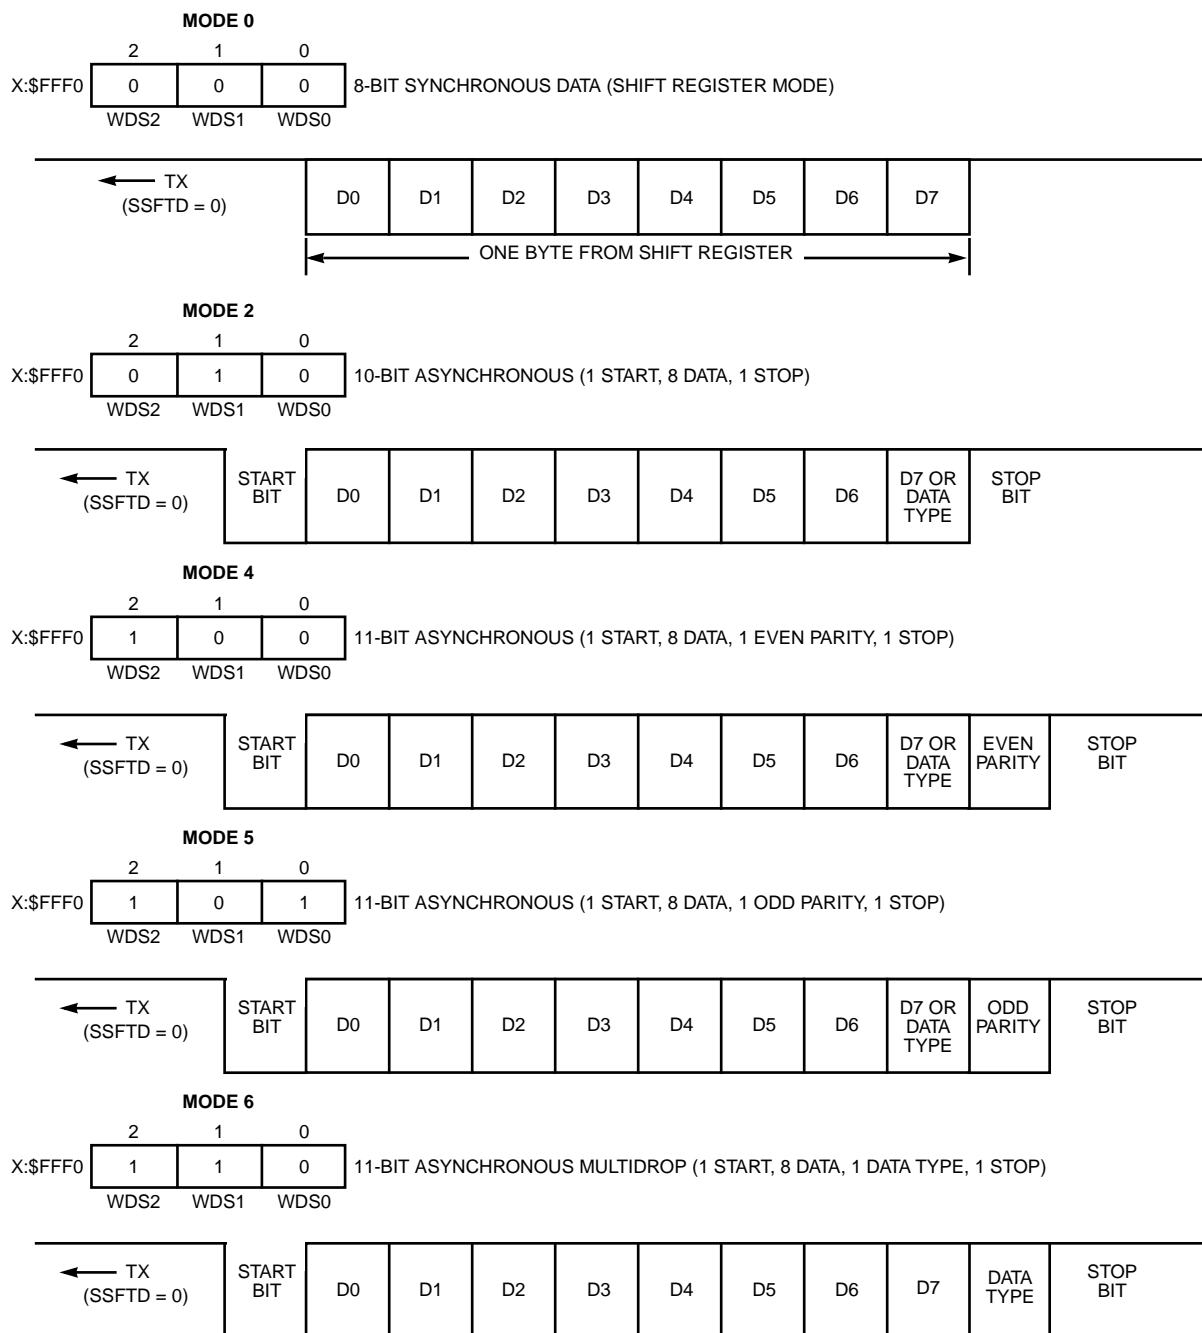 MODE 0
2 1 0
X:$FFF0 0 0 0 8-BIT SYNCHRONOUS DATA (SHIFT REGISTER MODE)
WDS2 WDS1 WDS0
TX
(SSFTD = 0)
D0 D1 D2 D3 D4 D5 D6 D7
ONE BYTE FROM SHIFT REGISTER
MODE 2
2 1 0
X:$FFF0 0 1 0 10-BIT ASYNCHRONOUS (1 START, 8 DATA, 1 STOP)
WDS2 WDS1 WDS0
TX
(SSFTD = 0)
START
BIT
D0 D1 D2 D3 D4 D5 D6
D7 OR
DATA
TYPE
STOP
BIT
MODE 4
2 1 0
X:$FFF0 1 0 0 11-BIT ASYNCHRONOUS (1 START, 8 DATA, 1 EVEN PARITY, 1 STOP)
WDS2 WDS1 WDS0
TX
(SSFTD = 0)
START
BIT
D0 D1 D2 D3 D4 D5 D6
D7 OR
DATA
TYPE
EVEN
PARITY
STOP
BIT
MODE 5
2 1 0
X:$FFF0 1 0 1 11-BIT ASYNCHRONOUS (1 START, 8 DATA, 1 ODD PARITY, 1 STOP)
WDS2 WDS1 WDS0
TX
(SSFTD = 0)
START
BIT
D0 D1 D2 D3 D4 D5 D6
D7 OR
DATA
TYPE
ODD
PARITY
STOP
BIT
MODE 6
2 1 0
X:$FFF0 1 1 0 11-BIT ASYNCHRONOUS MULTIDROP (1 START, 8 DATA, 1 DATA TYPE, 1 STOP)
WDS2 WDS1 WDS0
TX
(SSFTD = 0)
START
BIT
D0 D1 D2 D3 D4 D5 D6 D7
DATA
TYPE
STOP
BIT